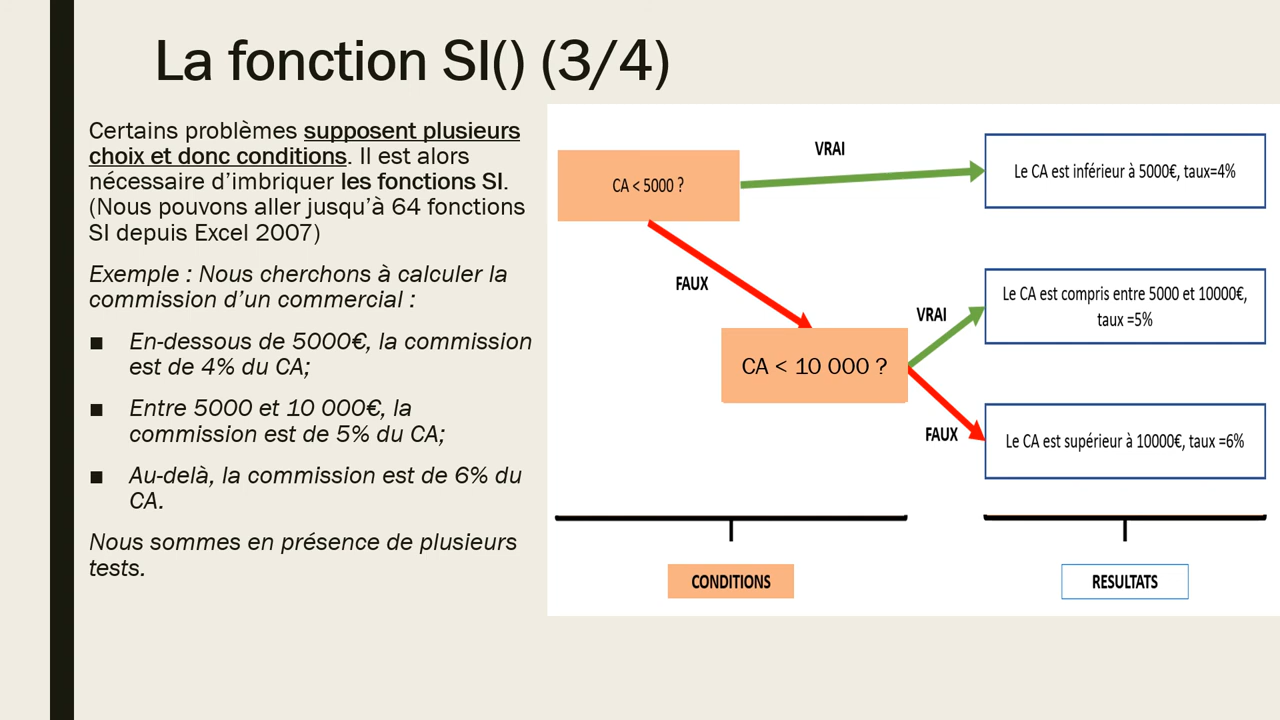 La fonction SI() (3/4)
Certains problèmes supposent plusieurs
choix et donc conditions. Il est alors
nécessaire d’imbriquer les fonctions SI.
(Nous pouvons aller jusqu’à 64 fonctions
SI depuis Excel 2007)
Exemple : Nous cherchons à calculer la
commission d’un commercial :
■ En-dessous de 5000€, la commission
est de 4% du CA;
■ Entre 5000 et 10 000€, la
commission est de 5% du CA;
■ Au-delà, la commission est de 6% du
CA.
Nous sommes en présence de plusieurs
tests.
CA < 5000 ?
VRAI
Le CA est inférieur à 5000€, taux=4%
FAUX
CA < 10 000 ?
VRAI
Le CA est compris entre 5000 et 10000€,
taux =5%
FAUX
Le CA est supérieur à 10000€, taux =6%
CONDITIONS
RESULTATS